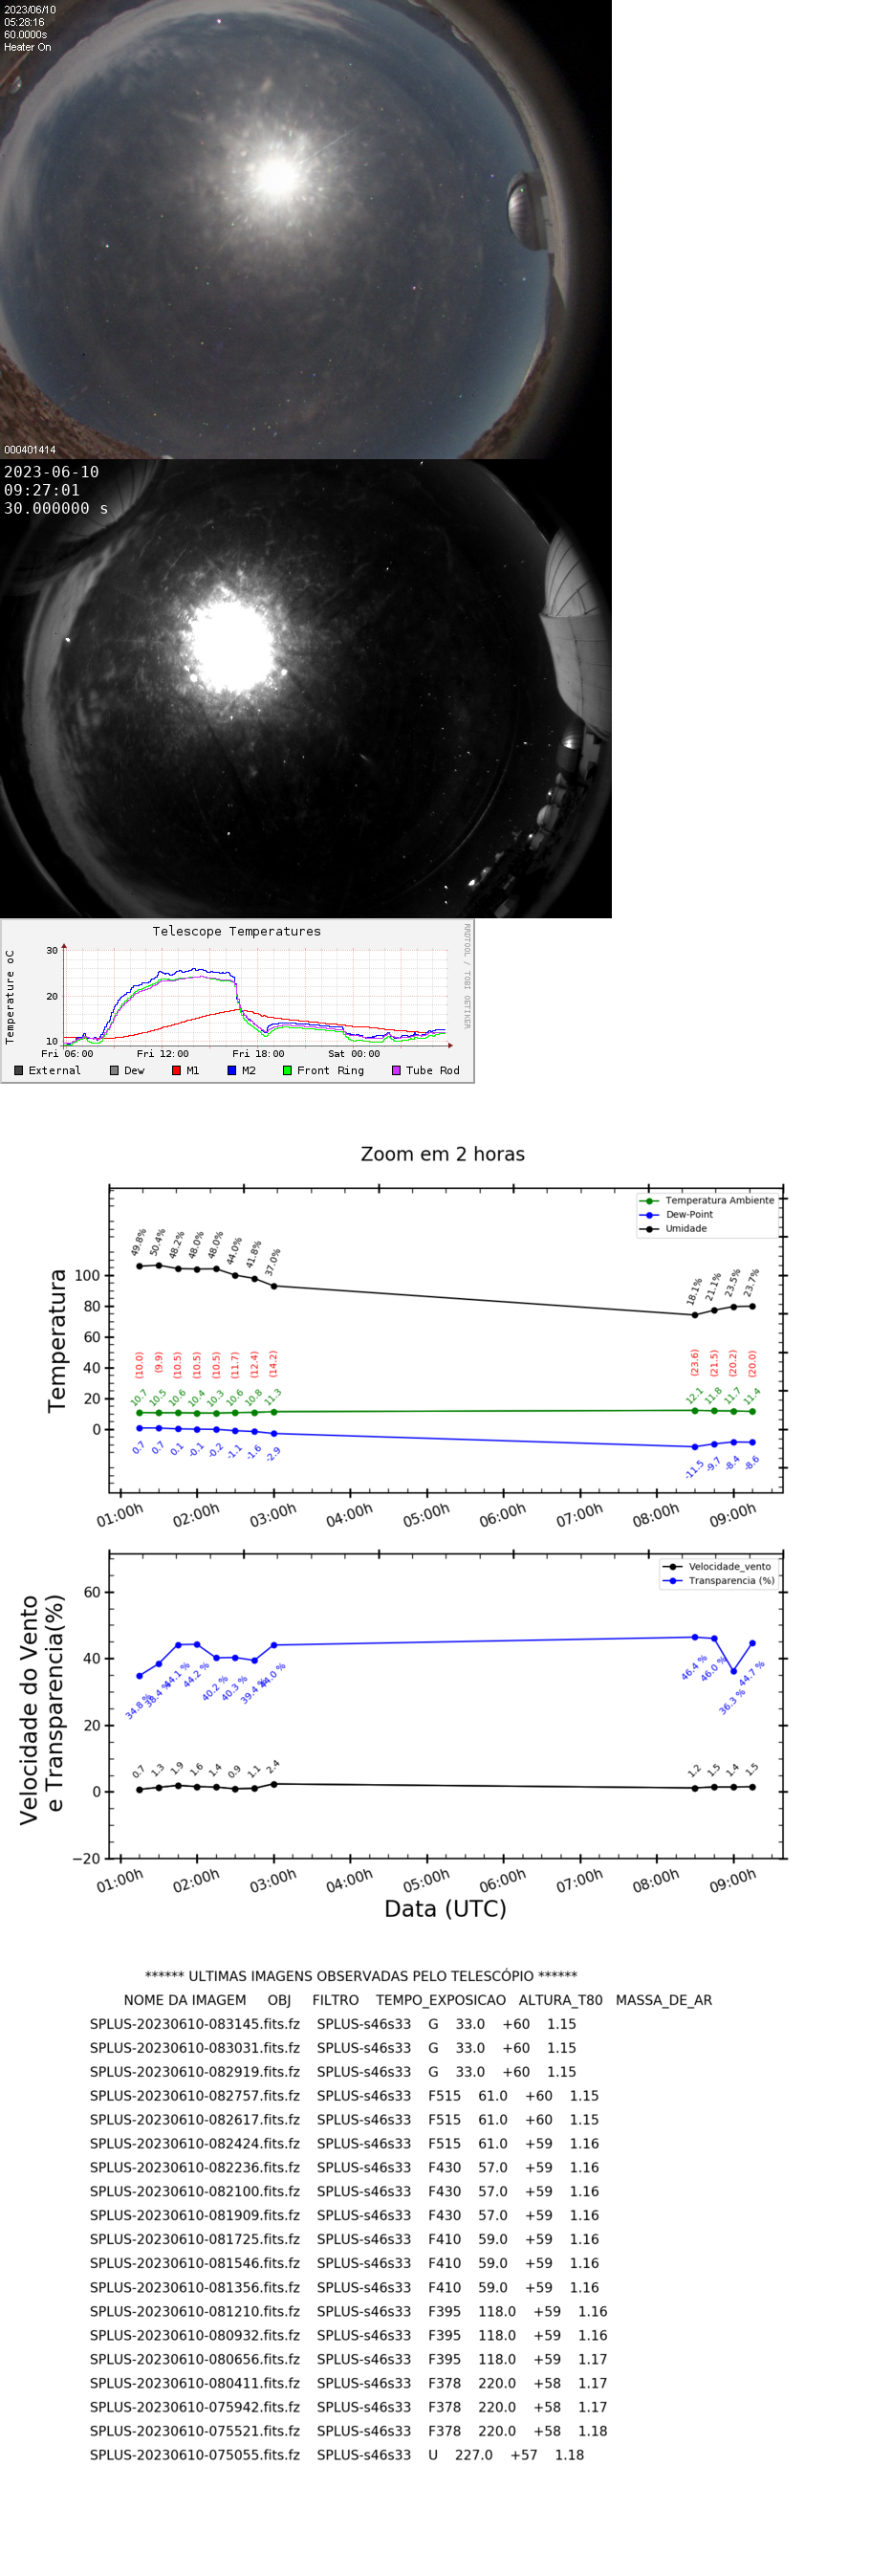 2023/06/10
05:28:16
60.0000s
Heater On
000401414
2023-06-10
09:27:01
30.000000 s
Telescope Temperatures
RRDTOOL / TOBI OETIKER
Temperature oC
30
20
10
Fri 06:00 Fri 12:00 Fri 18:00 Sat 00:00
External Dew M1 M2 Front Ring Tube Rod
Zoom em 2 horas
Temperatura Ambiente
Dew-Point
Umidade
Temperatura
100
80
60
40
20
0
49.8% 50.4% 48.2% 48.0% 48.0% 44.0% 41.8% 37.0% 18.1% 21.1% 23.5% 23.7%
(10.0) (9.9) (10.5) (10.5) (10.5) (11.7) (12.4) (14.2) (23.6) (21.5) (20.2) (20.0)
10.7 10.5 10.6 10.4 10.3 10.6 10.8 11.3 12.1 11.8 11.7 11.4
0.7 0.7 0.1 -0.1 -0.2 -1.1 -1.6 -2.9 -11.5 -9.7 -8.4 -8.6
01:00h 02:00h 03:00h 04:00h 05:00h 06:00h 07:00h 08:00h 09:00h
Velocidade_vento
Transparencia (%)
Velocidade do Vento
e Transparencia(%)
60
40
20
0
−20
34.8 % 38.4 % 44.1 % 44.2 % 40.2 % 40.3 % 39.4 % 44.0 % 46.4 % 46.0 % 36.3 % 44.7 %
0.7 1.3 1.9 1.6 1.4 0.9 1.1 2.4 1.2 1.5 1.4 1.5
01:00h 02:00h 03:00h 04:00h 05:00h 06:00h 07:00h 08:00h 09:00h
Data (UTC)
****** ULTIMAS IMAGENS OBSERVADAS PELO TELESCÓPIO ******
NOME DA IMAGEM OBJ FILTRO TEMPO_EXPOSICAO ALTURA_T80 MASSA_DE_AR
SPLUS-20230610-083145.fits.fz SPLUS-s46s33 G 33.0 +60 1.15
SPLUS-20230610-083031.fits.fz SPLUS-s46s33 G 33.0 +60 1.15
SPLUS-20230610-082919.fits.fz SPLUS-s46s33 G 33.0 +60 1.15
SPLUS-20230610-082757.fits.fz SPLUS-s46s33 F515 61.0 +60 1.15
SPLUS-20230610-082617.fits.fz SPLUS-s46s33 F515 61.0 +60 1.15
SPLUS-20230610-082424.fits.fz SPLUS-s46s33 F515 61.0 +59 1.16
SPLUS-20230610-082236.fits.fz SPLUS-s46s33 F430 57.0 +59 1.16
SPLUS-20230610-082100.fits.fz SPLUS-s46s33 F430 57.0 +59 1.16
SPLUS-20230610-081909.fits.fz SPLUS-s46s33 F430 57.0 +59 1.16
SPLUS-20230610-081725.fits.fz SPLUS-s46s33 F410 59.0 +59 1.16
SPLUS-20230610-081546.fits.fz SPLUS-s46s33 F410 59.0 +59 1.16
SPLUS-20230610-081356.fits.fz SPLUS-s46s33 F410 59.0 +59 1.16
SPLUS-20230610-081210.fits.fz SPLUS-s46s33 F395 118.0 +59 1.16
SPLUS-20230610-080932.fits.fz SPLUS-s46s33 F395 118.0 +59 1.16
SPLUS-20230610-080656.fits.fz SPLUS-s46s33 F395 118.0 +59 1.17
SPLUS-20230610-080411.fits.fz SPLUS-s46s33 F378 220.0 +58 1.17
SPLUS-20230610-075942.fits.fz SPLUS-s46s33 F378 220.0 +58 1.17
SPLUS-20230610-075521.fits.fz SPLUS-s46s33 F378 220.0 +58 1.18
SPLUS-20230610-075055.fits.fz SPLUS-s46s33 U 227.0 +57 1.18